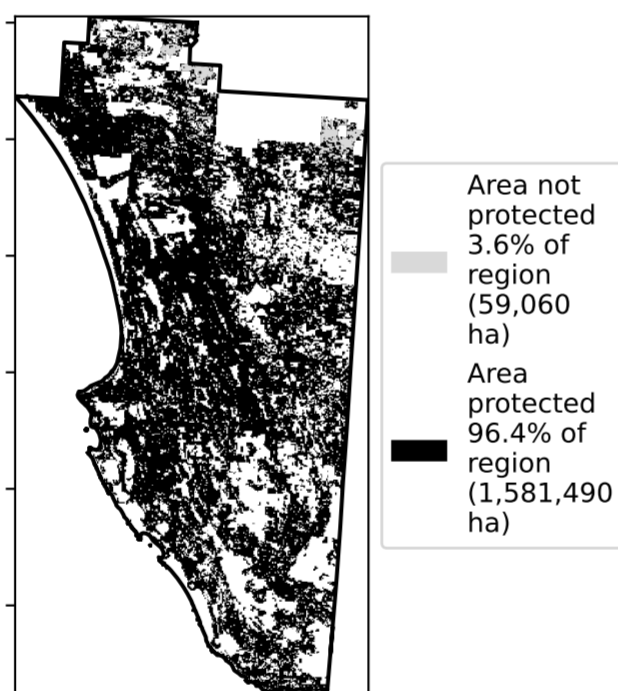 Area not
protected
3.6% of
region
(59,060
ha)
Area
protected
96.4% of
region
(1,581,490
ha)